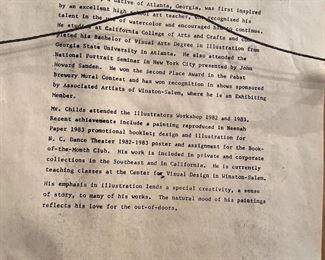 a native of Atlanta, Georgia, was first inspired
by an excellent high school art teacher, who recognised his
talent in the use of watercolor and encouraged him to continue.
He studied at California College of Arts and Crafts and
pleted his Bachelor of Visual Arts Degree in Illustration from
Georgia State University in Atlanta. He also attended the
National Portrait Seminar in New York City presented by John
Howard Sanden. He won the Second Place Award in the Pabst
Brewery Mural Contest and has won recognition in shows sponsored
by Associated Artists of Winston-Salem, where he is an Exhibiting
Member.
Mr. Childs attended the Illustrators Workshop 1982 and 1983.
Recent achievements include a painting reproduced in Neenah
Paper 1983 promotional booklet; design and illustration for
N. C. Dance Theater 1982-1983 poster and assignment for the Book-
of-the-Month Club. His work is included in private and corporate
collections in the Southeast and in California. He is currently
teaching classes at the Center for Visual Design in Winston-Salem.
His emphasis in illustration lends a special creativity, a sense
of story, to many of his works. The natural mood of his paintings
reflects his love for the out-of-doors.